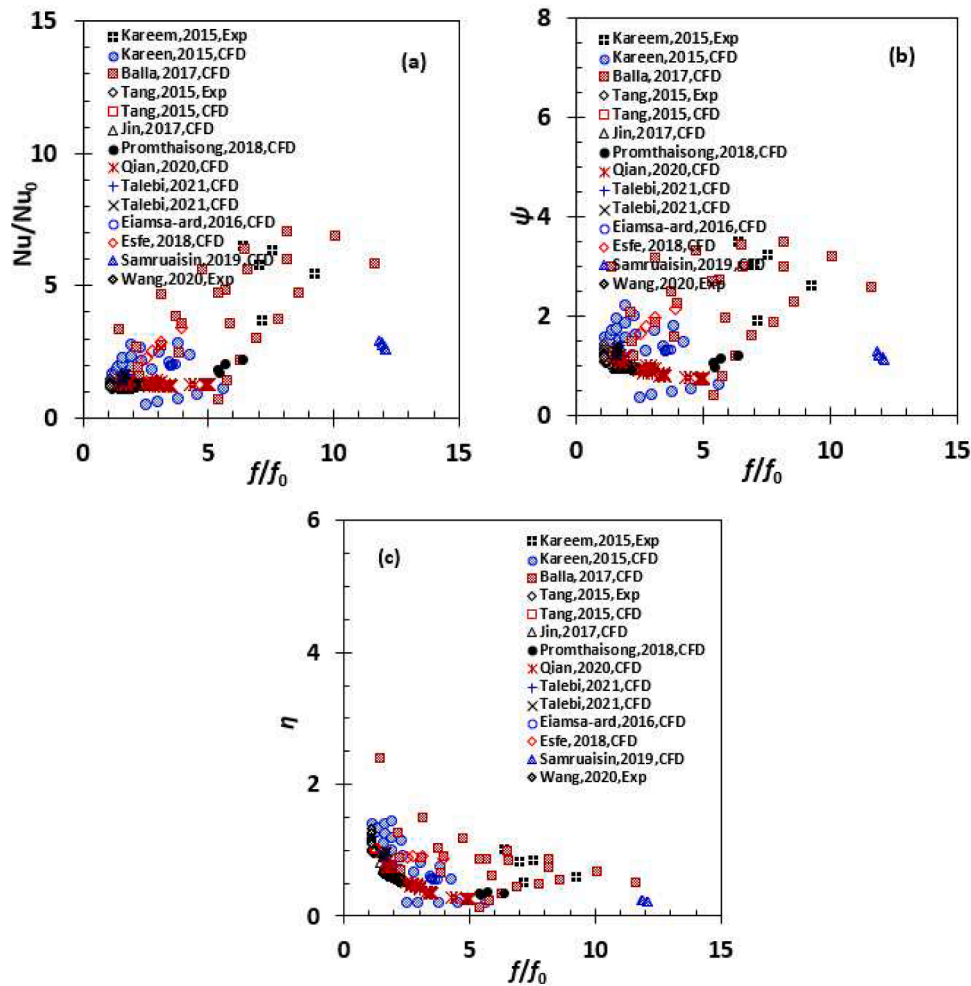 15
10
5
0
Nu/Nu0
Kareem,2015,Exp
Kareen,2015,CFD
Balla,2017,CFD
Tang,2015,Exp
Tang,2015,CFD
Jin,2017,CFD
Promthaisong,2018,CFD
Qian,2020,CFD
Talebi,2021,CFD
Talebi,2021,CFD
Eiamsa-ard,2016,CFD
Esfe,2018,CFD
Samruaisin,2019,CFD
Wang,2020,Exp
(a)
0 5 10 15
f/f0
8
6
4
2
0
ψ
Kareem,2015,Exp
Kareen,2015,CFD
Balla,2017,CFD
Tang,2015,Exp
Tang,2015,CFD
Jin,2017,CFD
Promthaisong,2018,CFD
Qian,2020,CFD
Talebi,2021,CFD
Talebi,2021,CFD
Eiamsa-ard,2016,CFD
Esfe,2018,CFD
Samruaisin,2019,CFD
Wang,2020,Exp
(b)
0 5 10 15
f/f0
6
4
2
0
η
(c)
Kareem,2015,Exp
Kareen,2015,CFD
Balla,2017,CFD
Tang,2015,Exp
Tang,2015,CFD
Jin,2017,CFD
Promthaisong,2018,CFD
Qian,2020,CFD
Talebi,2021,CFD
Talebi,2021,CFD
Eiamsa-ard,2016,CFD
Esfe,2018,CFD
Samruaisin,2019,CFD
Wang,2020,Exp
0 5 10 15
f/f0